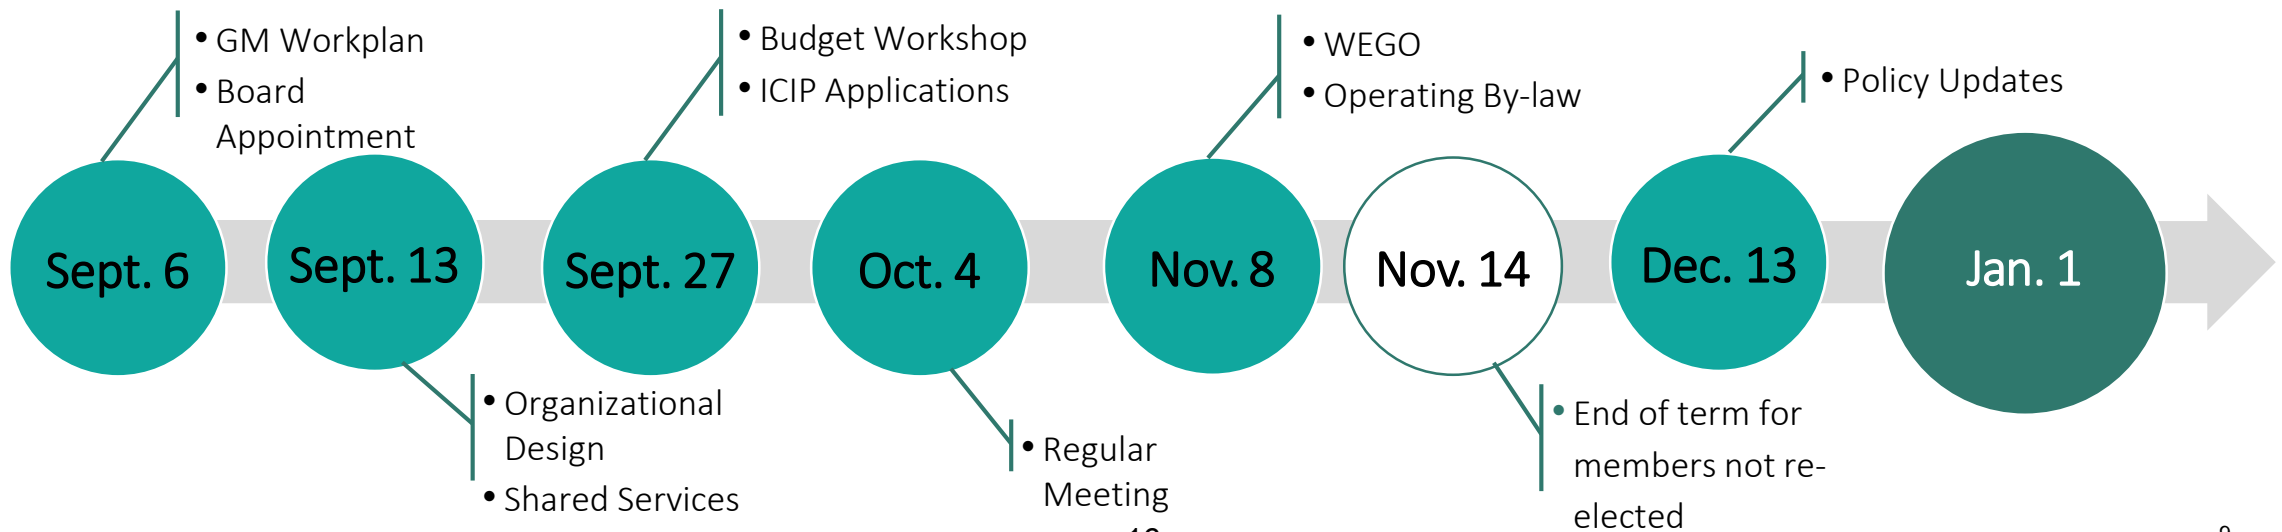 • GM Workplan
• Board
Appointment
• Budget Workshop
• ICIP Applications
• WEGO
• Operating By-law
• Policy Updates
Sept. 6
Sept. 13
Sept. 27
Oct. 4
Nov. 8
Nov. 14
Dec. 13
Jan. 1
• Organizational
Design
• Shared Services
• Regular
Meeting
• End of term for
members not re-
elected